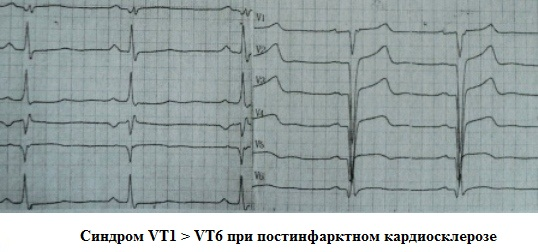 V1
V2
V3
V4
V5
V6
Синдром VT1 > VT6 при постинфарктном кардиосклерозе